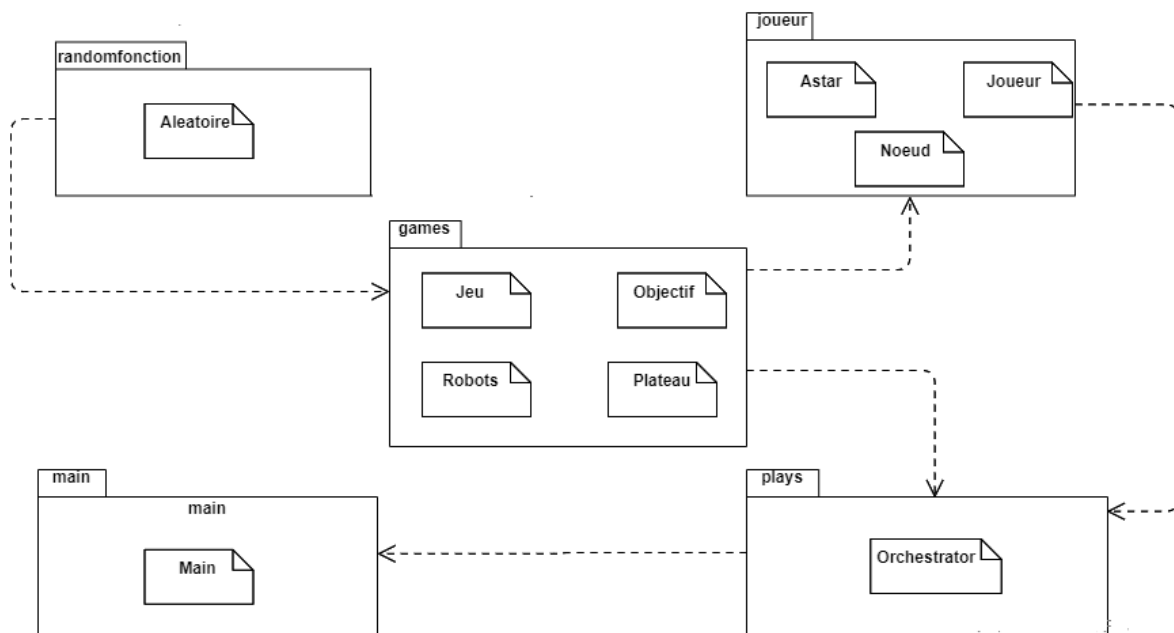 randomfonction
Aleatoire
joueur
Astar
Joueur
Noeud
games
Jeu
Objectif
Robots
Plateau
main
main
Main
plays
Orchestrator